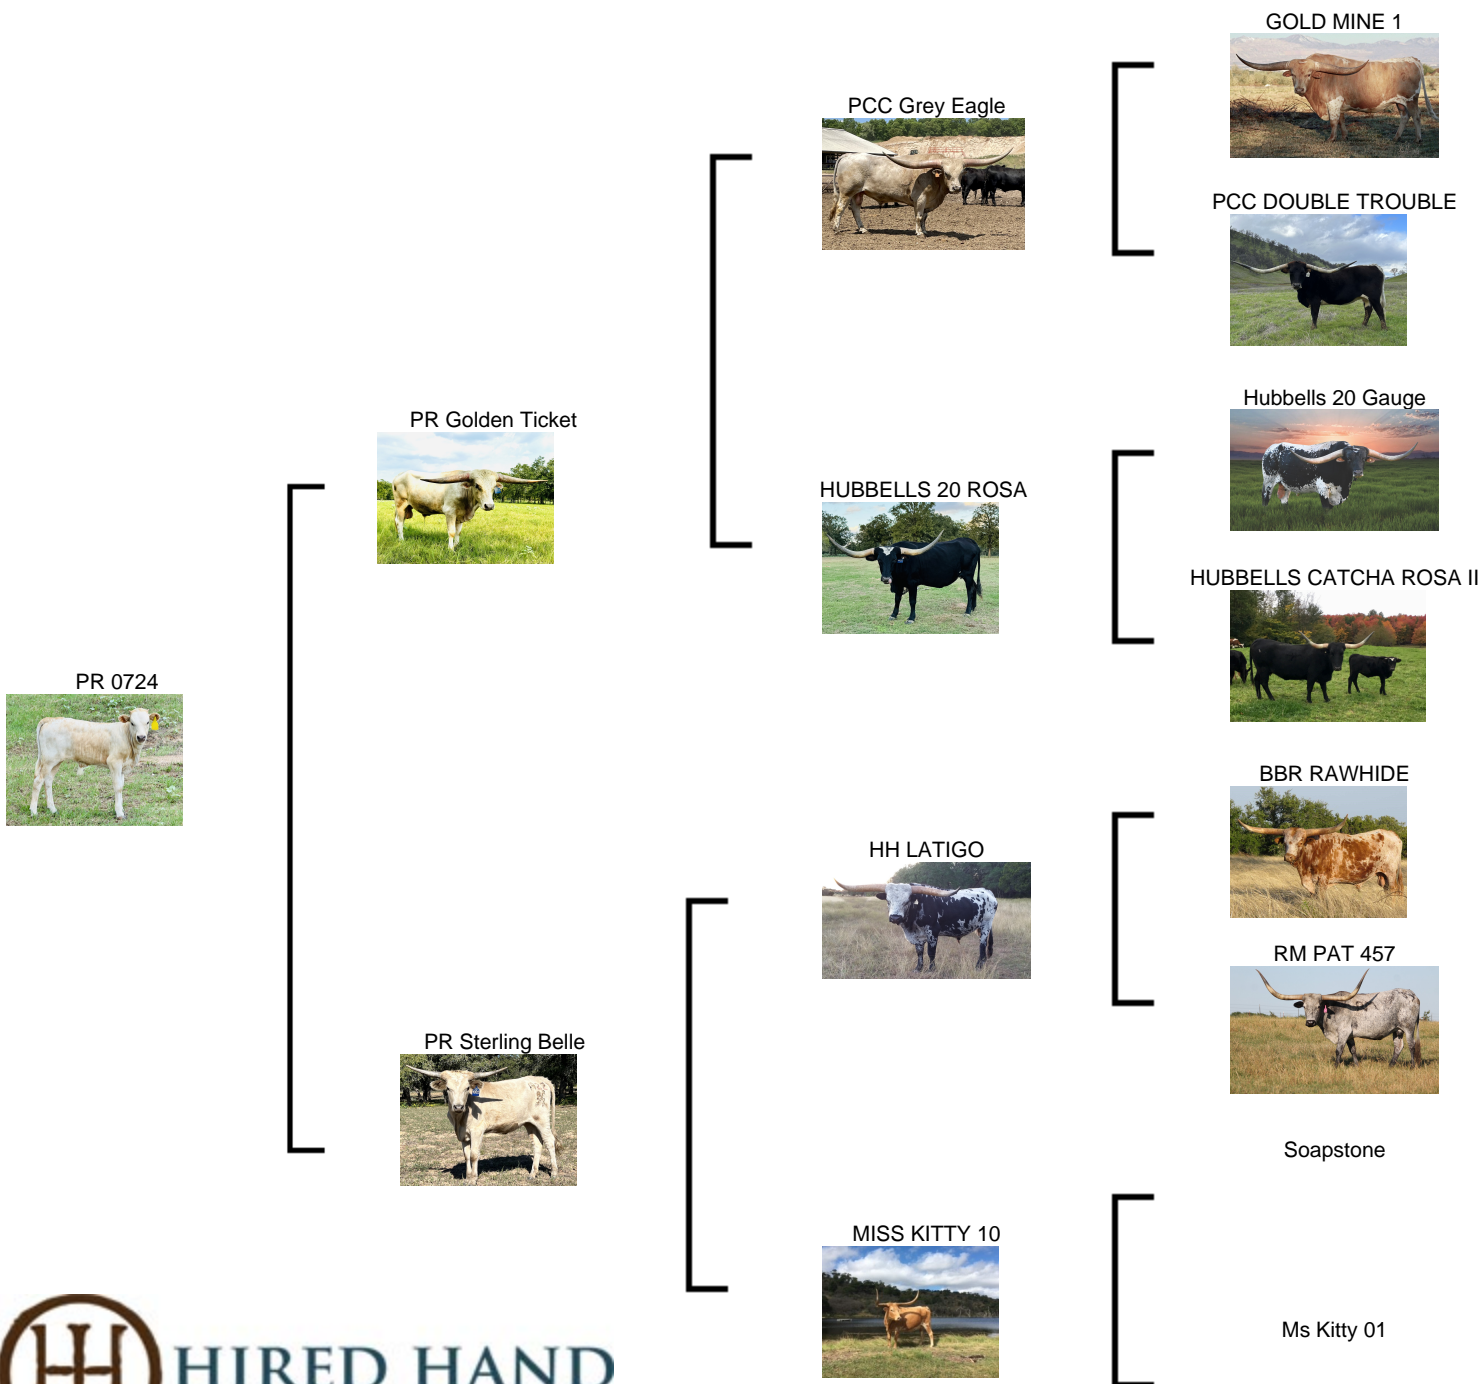 GOLD MINE 1
PCC Grey Eagle
PCC DOUBLE TROUBLE
Hubbells 20 Gauge
PR Golden Ticket
HUBBELLS 20 ROSA
HUBBELLS CATCHA ROSA II
PR 0724
BBR RAWHIDE
HH LATIGO
RM PAT 457
PR Sterling Belle
Soapstone
MISS KITTY 10
Ms Kitty 01
HIRED HAND